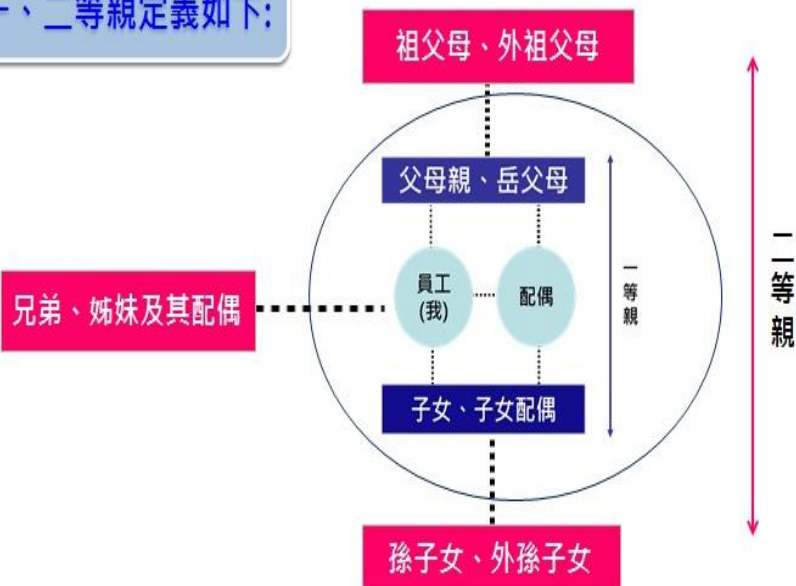 一、二等親定義如下:
祖父母、外祖父母
父母親、岳父母
員工
(我)
配偶
一等親
二等親
兄弟、姊妹及其配偶
子女、子女配偶
孫子女、外孫子女